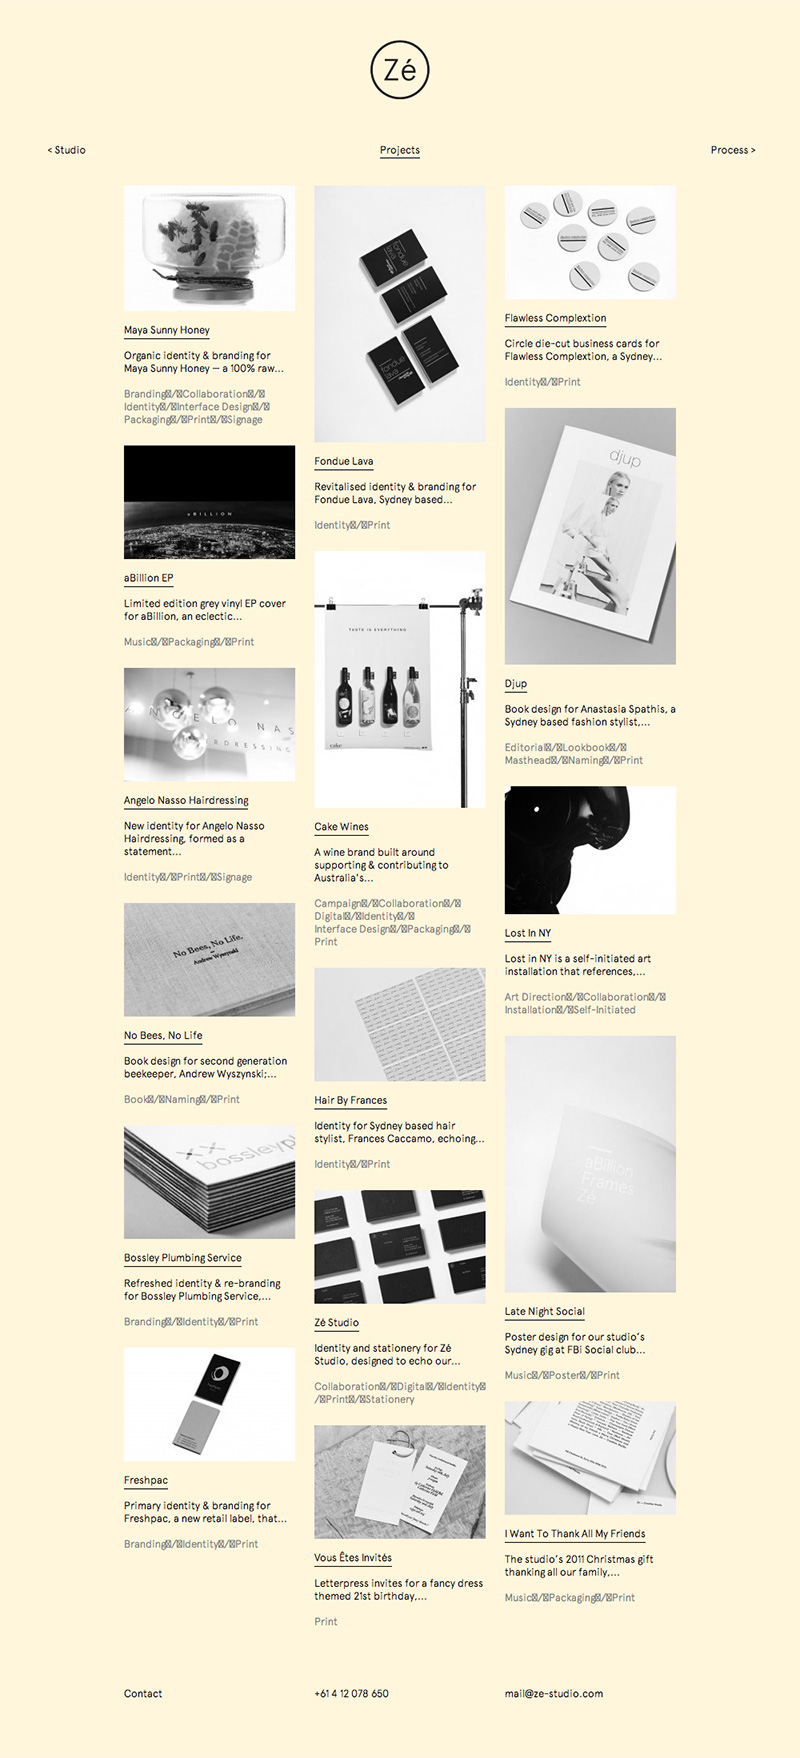 Zé
< Studio
Projects
Process >
Maya Sunny Honey
Organic identity & branding for
Maya Sunny Honey — a 100% raw...
Branding☒/☒Collaboration☒/☒
Identity☒/☒Interface Design☒/☒
Packaging☒/☒Print☒/☒Signage
aBILLION
aBillion EP
Limited edition grey vinyl EP cover
for aBillion, an eclectic...
Music☒/☒Packaging☒/☒Print
ANGELO NAS
RDRESSING
Angelo Nasso Hairdressing
New identity for Angelo Nasso
Hairdressing, formed as a
statement...
Identity☒/☒Print☒/☒Signage
No Bees, No Life.
Andrew Wyszynski
No Bees, No Life
Book design for second generation
beekeeper, Andrew Wyszynski;...
Book☒/☒Naming☒/☒Print
bossleypl
Bossley Plumbing Service
Refreshed identity & re-branding
for Bossley Plumbing Service,...
Branding☒/☒Identity☒/☒Print
Freshpac
Primary identity & branding for
Freshpac, a new retail label, that...
Branding☒/☒Identity☒/☒Print
fondue
lava
fondue
lava
Fondue Lava
Revitalised identity & branding for
Fondue Lava, Sydney based...
Identity☒/☒Print
TASTE IS EVERYTHING
cake
Cake Wines
A wine brand built around
supporting & contributing to
Australia's...
Campaign☒/☒Collaboration☒/☒
Digital☒/☒Identity☒/☒
Interface Design☒/☒Packaging☒/☒
Print
Hair By Frances
Identity for Sydney based hair
stylist, Frances Caccamo, echoing...
Identity☒/☒Print
Zé Studio
Identity and stationery for Zé
Studio, designed to echo our...
Collaboration☒/☒Digital☒/☒Identity☒
/☒Print☒/☒Stationery
Vous Êtes Invités
Letterpress invites for a fancy dress
themed 21st birthday,...
Print
Flawless Complextion
Circle die-cut business cards for
Flawless Complextion, a Sydney...
Identity☒/☒Print
djup
Djup
Book design for Anastasia Spathis, a
Sydney based fashion stylist,...
Editorial☒/☒Lookbook☒/☒
Masthead☒/☒Naming☒/☒Print
Lost In NY
Lost in NY is a self-initiated art
installation that references,...
Art Direction☒/☒Collaboration☒/☒
Installation☒/☒Self-Initiated
aBillion
Frames
Zé
Late Night Social
Poster design for our studio's
Sydney gig at FBi Social club...
Music☒/☒Poster☒/☒Print
I Want To Thank All My Friends
The studio's 2011 Christmas gift
thanking all our family,...
Music☒/☒Packaging☒/☒Print
Contact
+61 4 12 078 650
mail@ze-studio.com